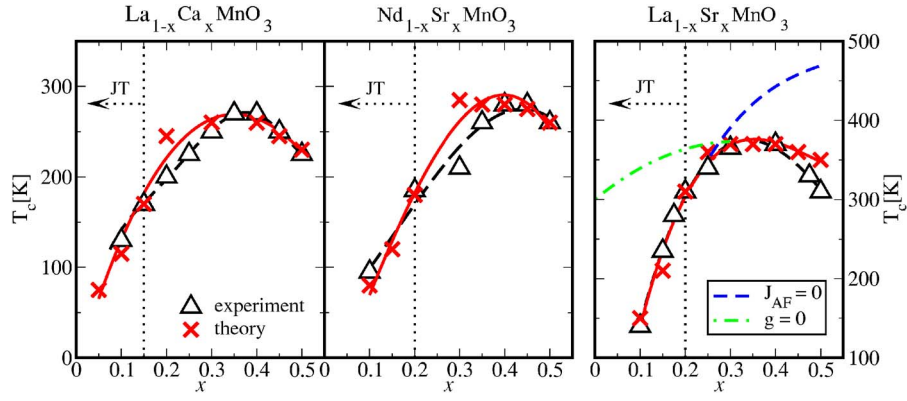 La1-xCaxMnO3
Nd1-xSrxMnO3
La1-xSrxMnO3
Tc[K]
300
200
100
0
JT
experiment
theory
0 0.1 0.2 0.3 0.4 0.5
x
JT
0 0.1 0.2 0.3 0.4 0.5
x
JT
JAF = 0
g = 0
0 0.1 0.2 0.3 0.4 0.5
x
500
400
300
200
100
Tc[K]